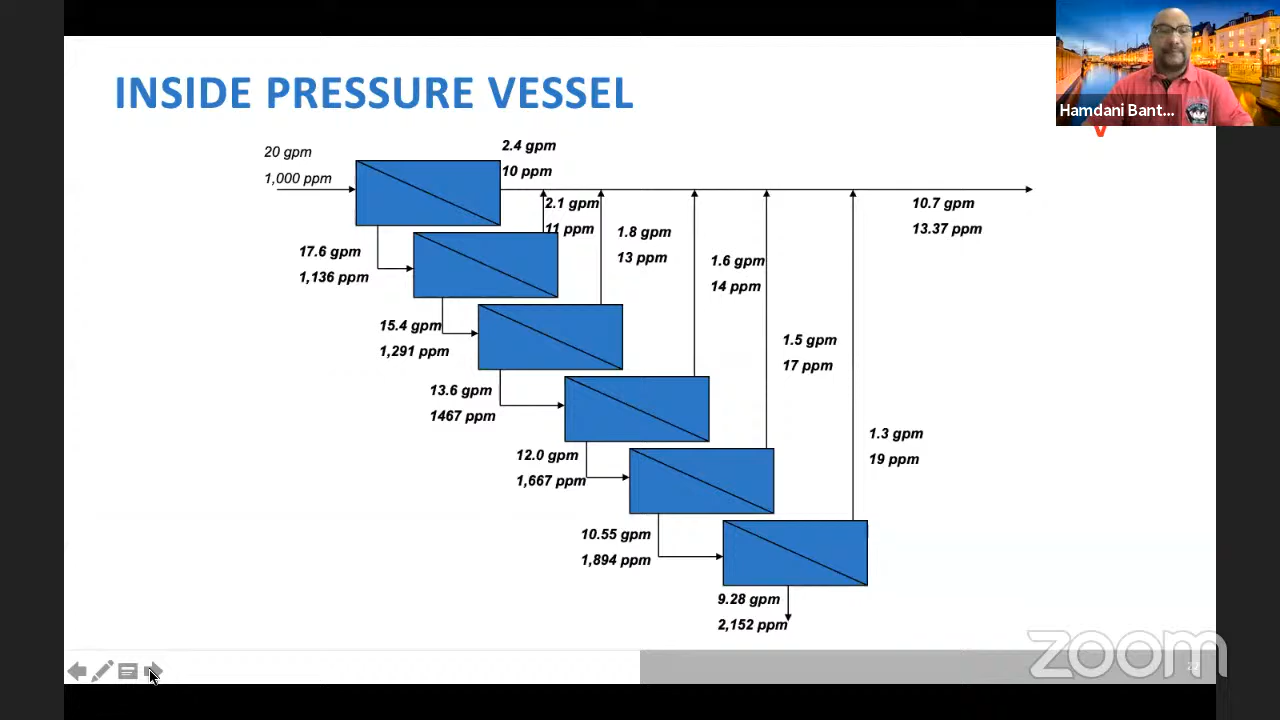 INSIDE PRESSURE VESSEL
Hamdani Bant...
20 gpm
1,000 ppm
2.4 gpm
10 ppm
2.1 gpm
11 ppm
1.8 gpm
13 ppm
1.6 gpm
14 ppm
1.5 gpm
17 ppm
1.3 gpm
19 ppm
10.7 gpm
13.37 ppm
17.6 gpm
1,136 ppm
15.4 gpm
1,291 ppm
13.6 gpm
1467 ppm
12.0 gpm
1,667 ppm
10.55 gpm
1,894 ppm
9.28 gpm
2,152 ppm
zoom